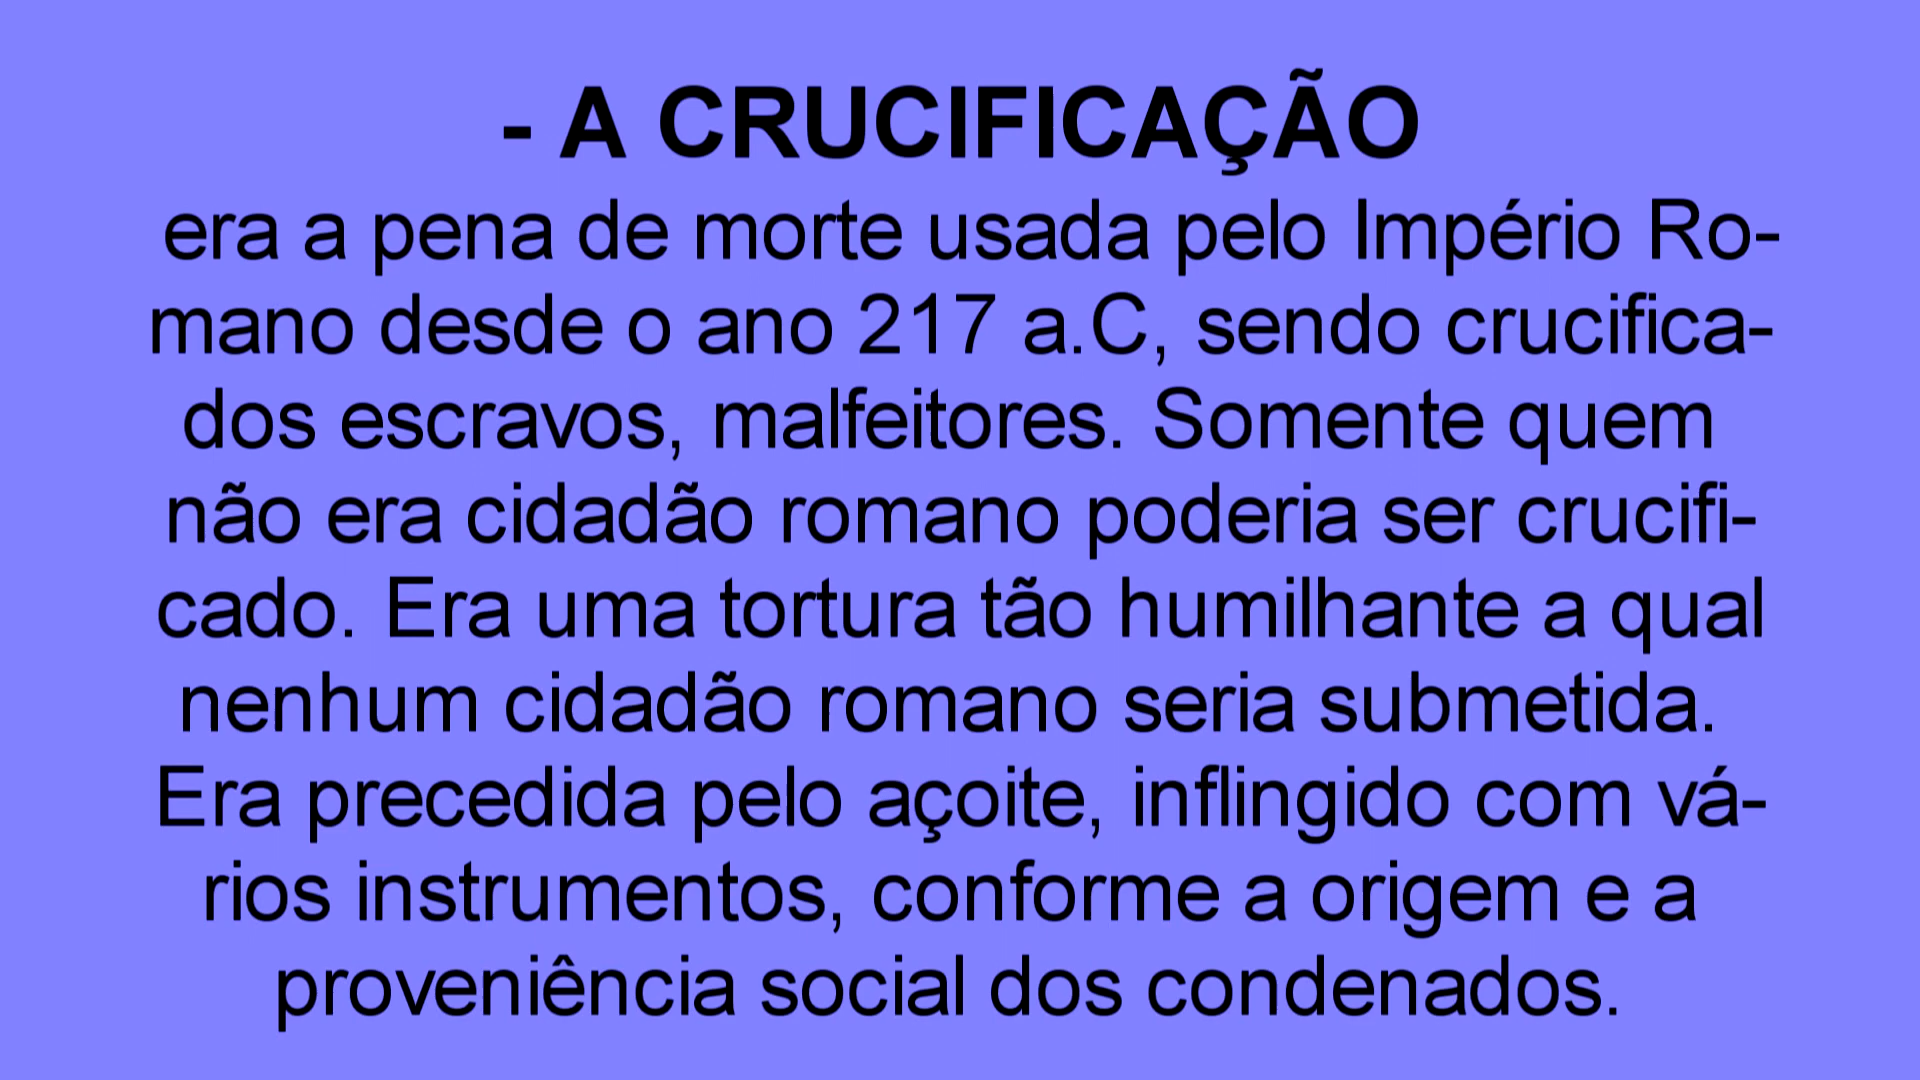 - A CRUCIFICAÇÃO
era a pena de morte usada pelo Império Ro-
mano desde o ano 217 a.C, sendo crucifica-
dos escravos, malfeitores. Somente quem
não era cidadão romano poderia ser crucifi-
cado. Era uma tortura tão humilhante a qual
nenhum cidadão romano seria submetida.
Era precedida pelo açoite, inflingido com vá-
rios instrumentos, conforme a origem e a
proveniência social dos condenados.